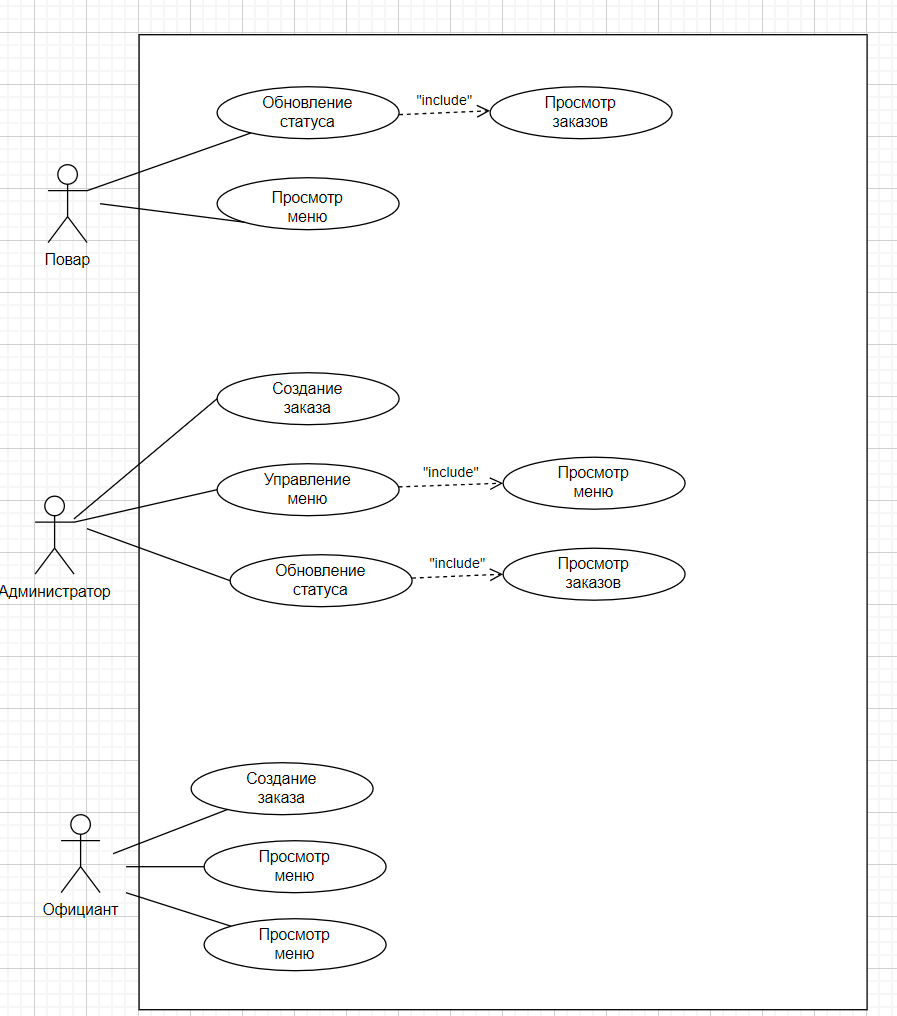 Обновление
статуса
"include"
Просмотр
заказов
Просмотр
меню
Повар
Создание
заказа
Управление
меню
"include"
Просмотр
меню
Обновление
статуса
"include"
Просмотр
заказов
Администратор
Создание
заказа
Просмотр
меню
Официант
Просмотр
меню